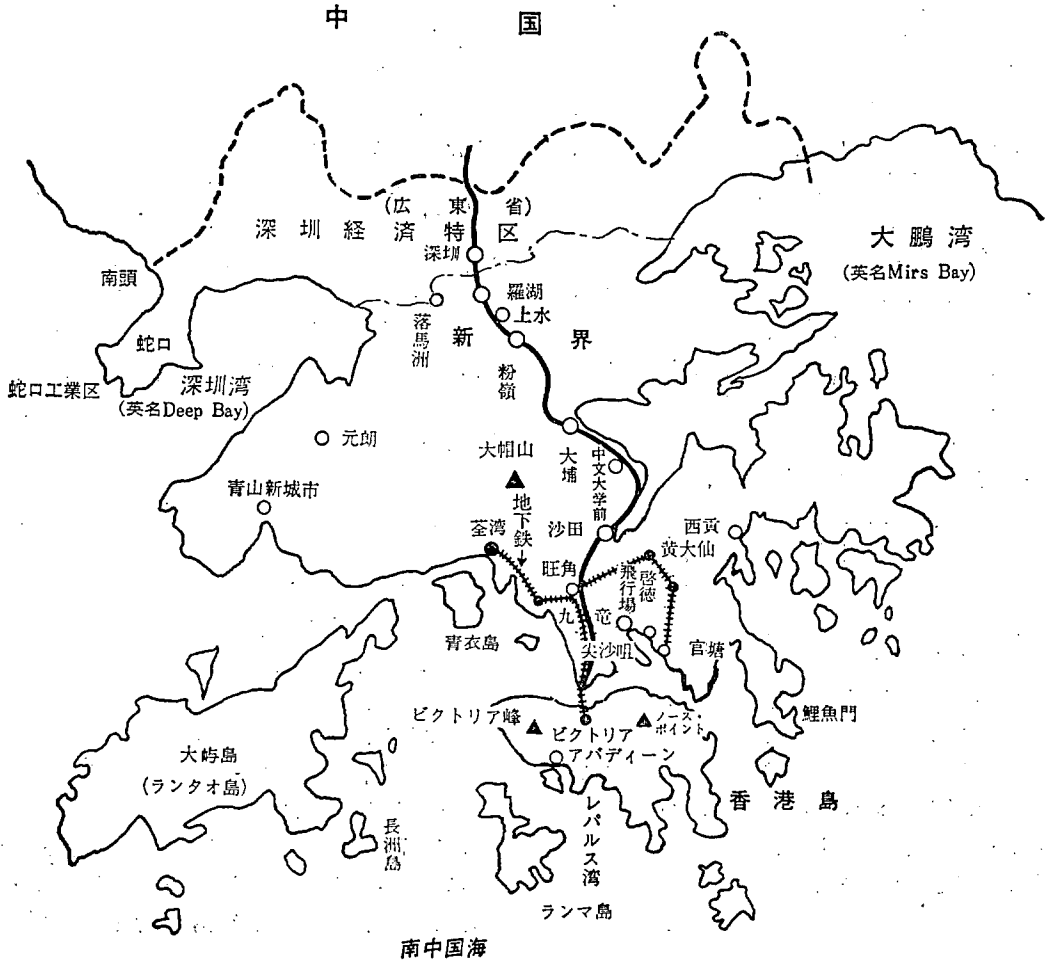 中国
(広東省)
深圳経済特区
深圳
大鵬湾
(英名Mirs Bay)
南頭
羅湖
上水
落馬洲
新界
蛇口
粉嶺
蛇口工業区
深圳湾
(英名Deep Bay)
元朗
大帽山
大埔
中文大学前
青山新城市
地下鉄→
荃湾
沙田
西貢
黄大仙
旺角
啓徳
飛行場
九竜
青衣島
尖沙咀
官塘
ビクトリア峰
ノース・
ポイント
鯉魚門
ビクトリア
大嶼島
(ランタオ島)
アバディーン
香港島
長洲島
レパルス湾
ランマ島
南中国海